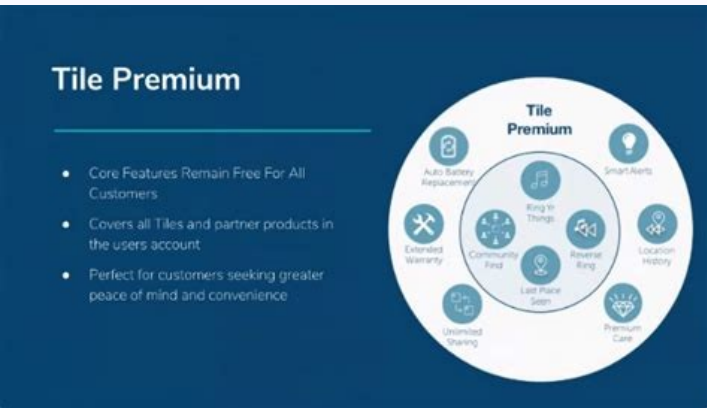 Tile Premium
● Core Features Remain Free For All
Customers
● Covers all Tiles and partner products in
the users account
● Perfect for customers seeking greater
peace of mind and convenience
Tile
Premium
Auto Battery
Replacement
Smart Alerts
Ring Yr
Things
Extended
Warranty
Community
Find
Reverse
Ring
Location
History
Last Place
Seen
Unlimited
Sharing
Premium
Care